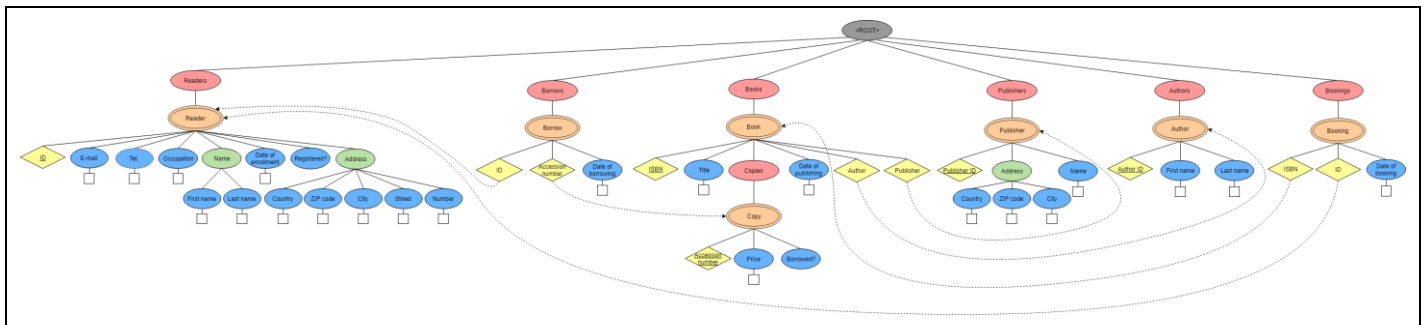 «ROOT»
Readers
Borrows
Books
Publishers
Authors
Bookings
Reader
Borrow
Book
Publisher
Author
Booking
ID
E-mail
Tel.
Occupation
Name
Date of
enrollment
Registered?
Address
First name
Last name
Country
ZIP code
City
Street
Number
ID
Accession
number
Date of
borrowing
ISBN
Title
Copies
Date of
publishing
Author
Publisher
Copy
Accession
number
Price
Borrowed?
Publisher ID
Address
Name
Country
ZIP code
City
Author ID
First name
Last name
ISBN
ID
Date of
booking